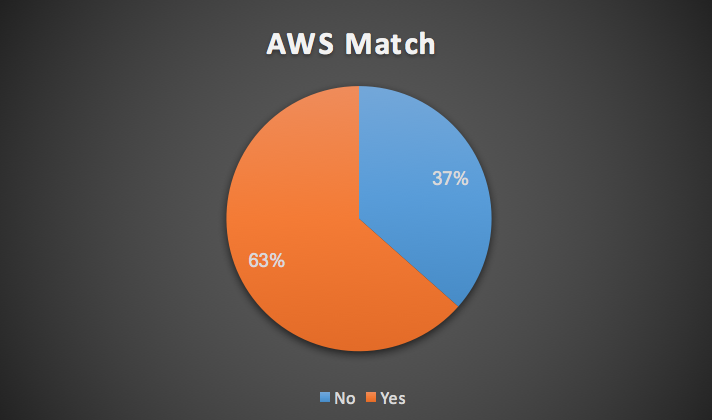 AWS Match
37%
63%
No Yes